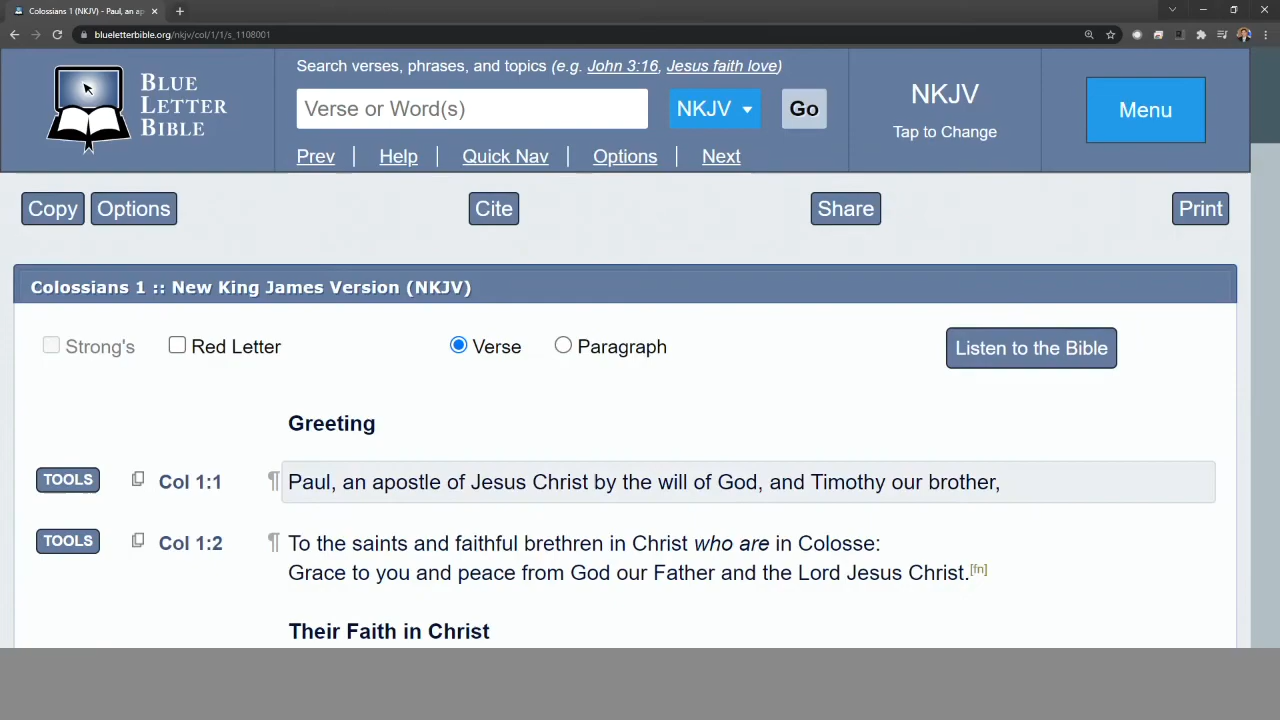 Colossians 1 (NKJV) - Paul, an ap
blueletterbible.org/nkjv/col/1/1/s_1108001
BLUE
LETTER
BIBLE
Search verses, phrases, and topics (e.g. John 3:16, Jesus faith love)
Verse or Word(s)
NKJV
Go
Prev | Help | Quick Nav | Options | Next
NKJV
Tap to Change
Menu
Copy Options Cite Share Print
Colossians 1 :: New King James Version (NKJV)
Strong's Red Letter Verse Paragraph Listen to the Bible
Greeting
TOOLS Col 1:1 ¶ Paul, an apostle of Jesus Christ by the will of God, and Timothy our brother,
TOOLS Col 1:2 ¶ To the saints and faithful brethren in Christ who are in Colosse:
Grace to you and peace from God our Father and the Lord Jesus Christ.[fn]
Their Faith in Christ